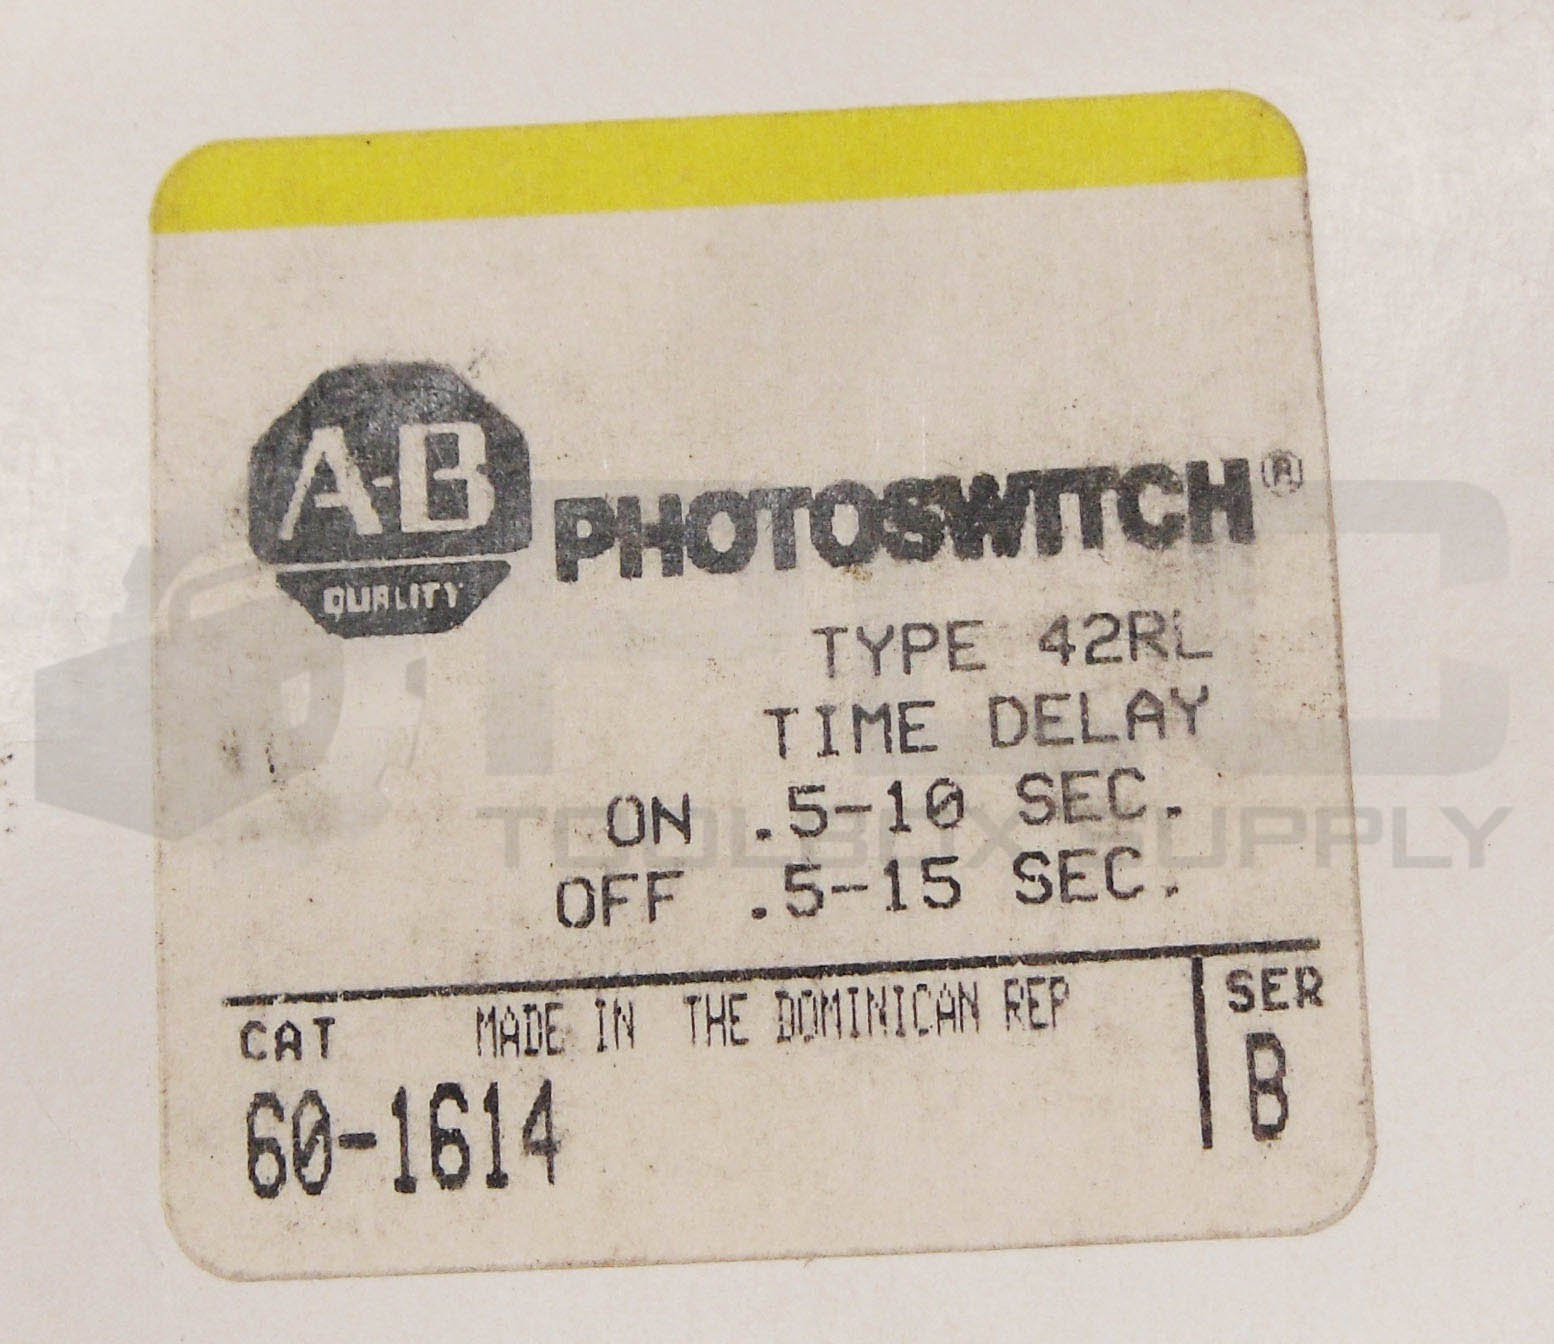 A-B
QUALITY
PHOTOSWITCH®
TYPE 42RL
TIME DELAY
ON .5-10 SEC.
OFF .5-15 SEC.
CAT MADE IN THE DOMINICAN REP SER
60-1614 B
TOOLBOX SUPPLY